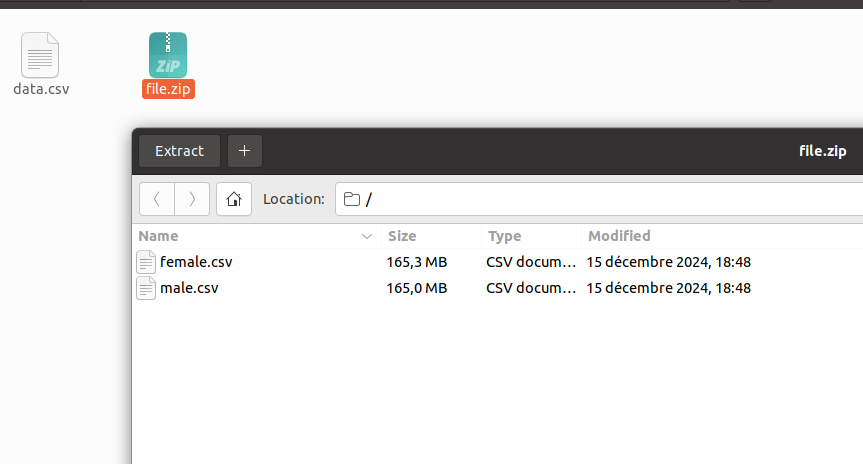 ZiP
data.csv
file.zip
Extract + file.zip
Location: /
Name Size Type Modified
female.csv 165,3 MB CSV docum... 15 décembre 2024, 18:48
male.csv 165,0 MB CSV docum... 15 décembre 2024, 18:48